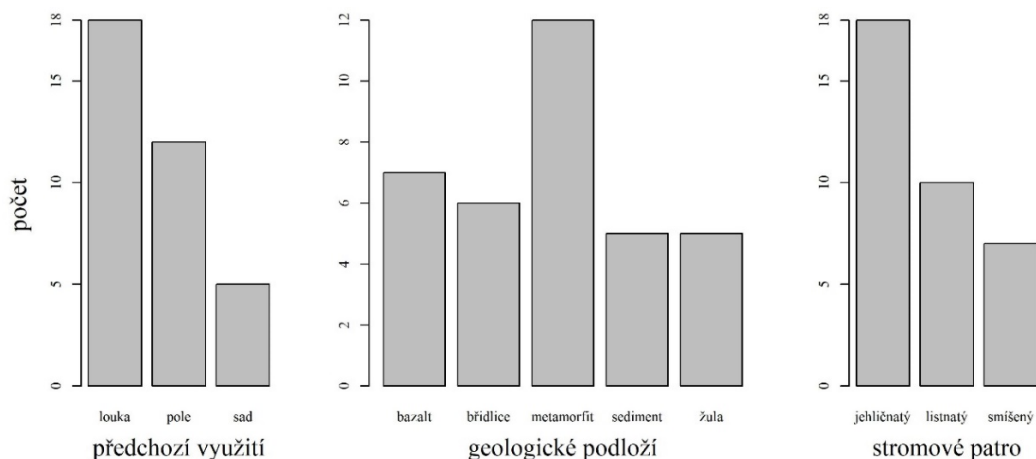 počet
18
15
10
5
0
louka pole sad
předchozí využití
12
10
8
6
4
2
0
bazalt břidlice metamorfit sediment žula
geologické podloží
18
15
10
5
0
jehličnatý listnatý smíšený
stromové patro